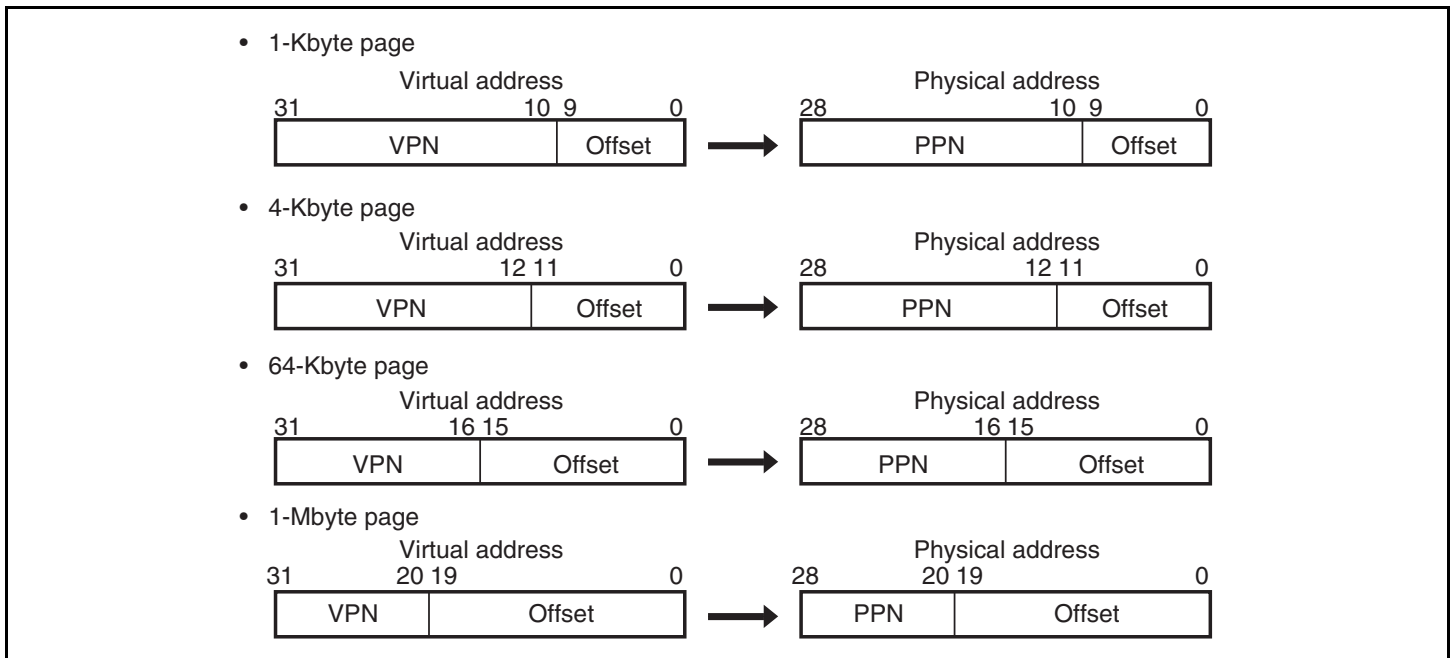 • 1-Kbyte page
Virtual address Physical address
31 10 9 0 28 10 9 0
VPN Offset PPN Offset
• 4-Kbyte page
Virtual address Physical address
31 12 11 0 28 12 11 0
VPN Offset PPN Offset
• 64-Kbyte page
Virtual address Physical address
31 16 15 0 28 16 15 0
VPN Offset PPN Offset
• 1-Mbyte page
Virtual address Physical address
31 20 19 0 28 20 19 0
VPN Offset PPN Offset